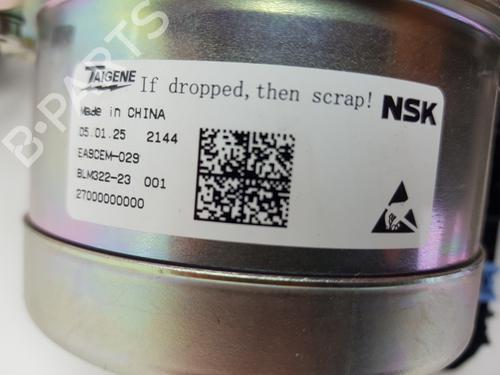 TAIGENE If dropped, then scrap! NSK
Made in CHINA
05.01.25 2144
EA9CEM-029
BLM322-23 001
27000000000
B-PARTS